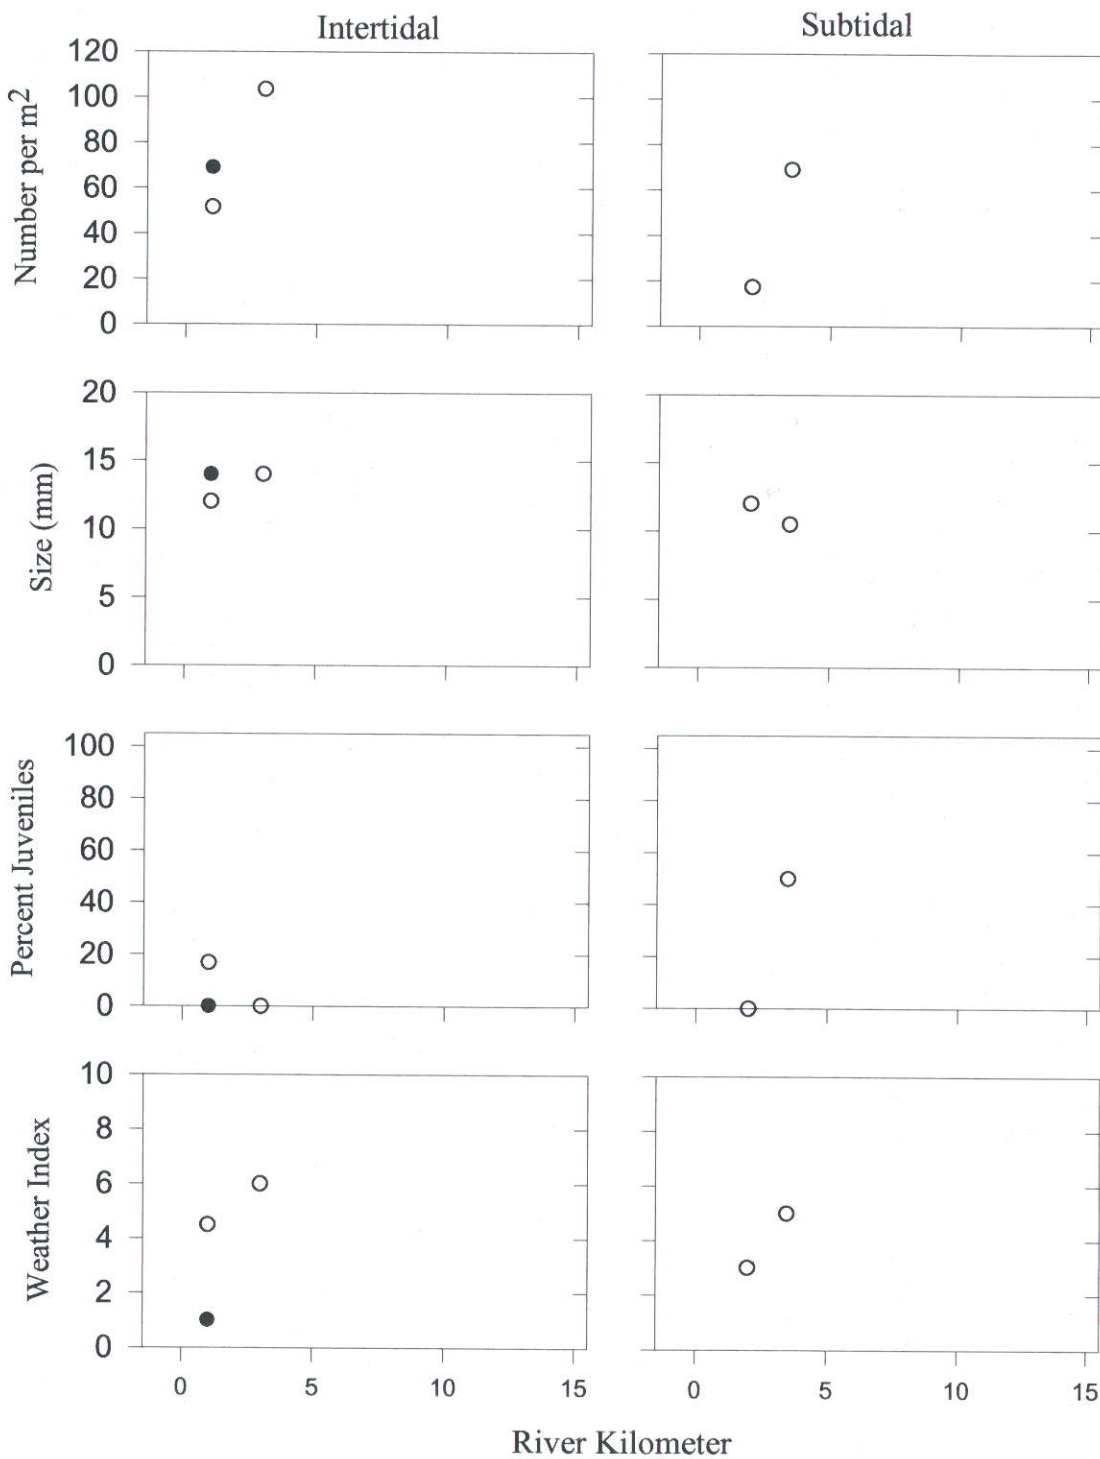 Intertidal
Subtidal
Number per m2
120
100
80
60
40
20
0
Size (mm)
20
15
10
5
0
Percent Juveniles
100
80
60
40
20
0
Weather Index
10
8
6
4
2
0
0 5 10 15
0 5 10 15
River Kilometer